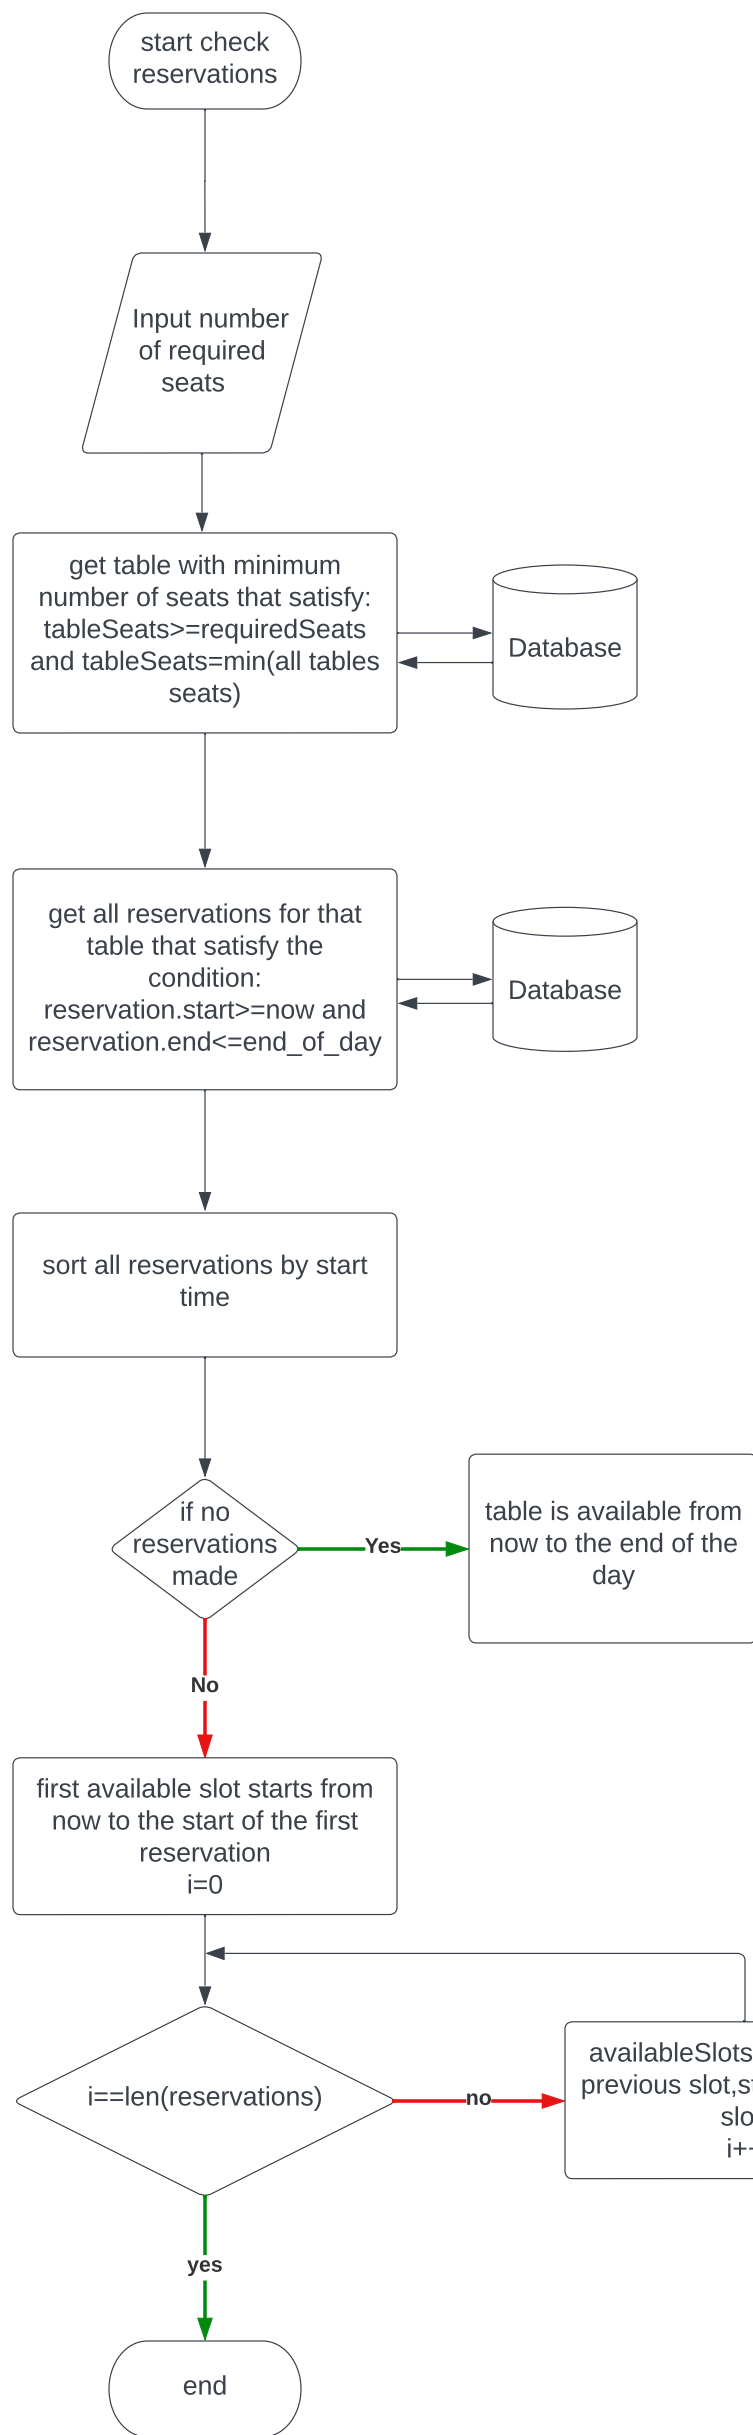 start check
reservations
Input number
of required
seats
get table with minimum
number of seats that satisfy:
tableSeats>=requiredSeats
and tableSeats=min(all tables
seats)
Database
get all reservations for that
table that satisfy the
condition:
reservation.start>=now and
reservation.end<=end_of_day
Database
sort all reservations by start
time
if no
reservations
made
Yes
table is available from
now to the end of the
day
No
first available slot starts from
now to the start of the first
reservation
i=0
i==len(reservations)
no
availableSlots
previous slot,
yes
end